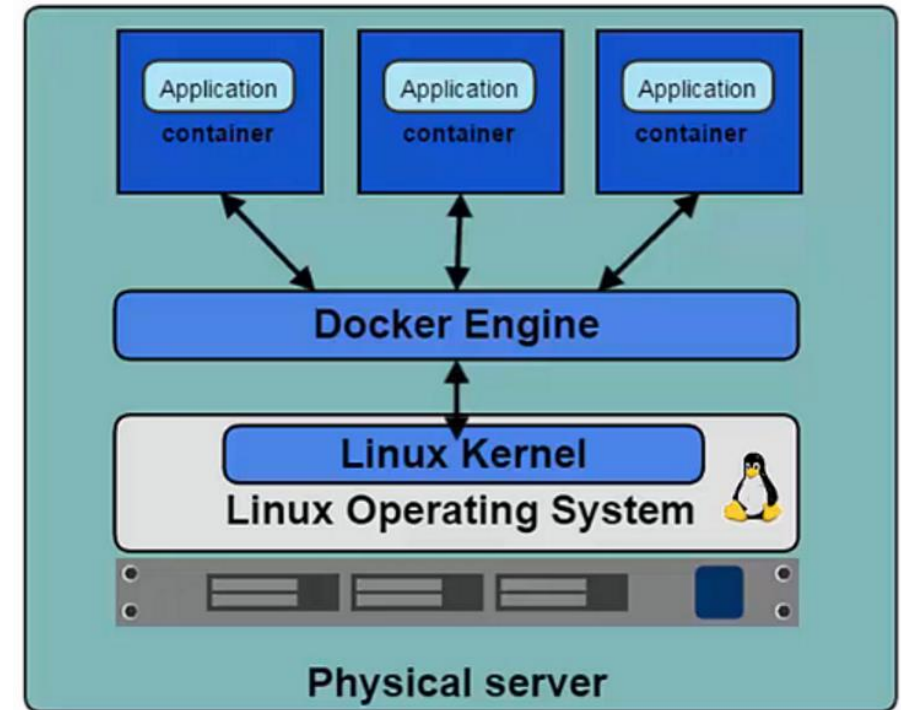 Application
container
Application
container
Application
container
Docker Engine
Linux Kernel
Linux Operating System
Physical server